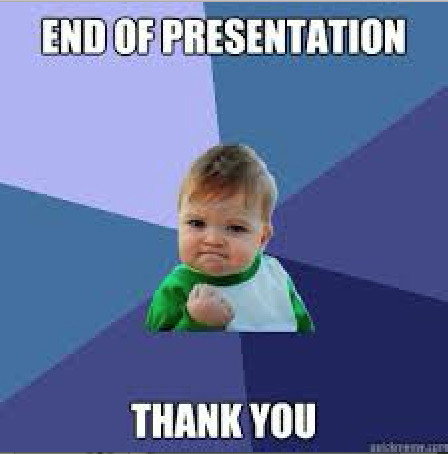 END OF PRESENTATION
THANK YOU